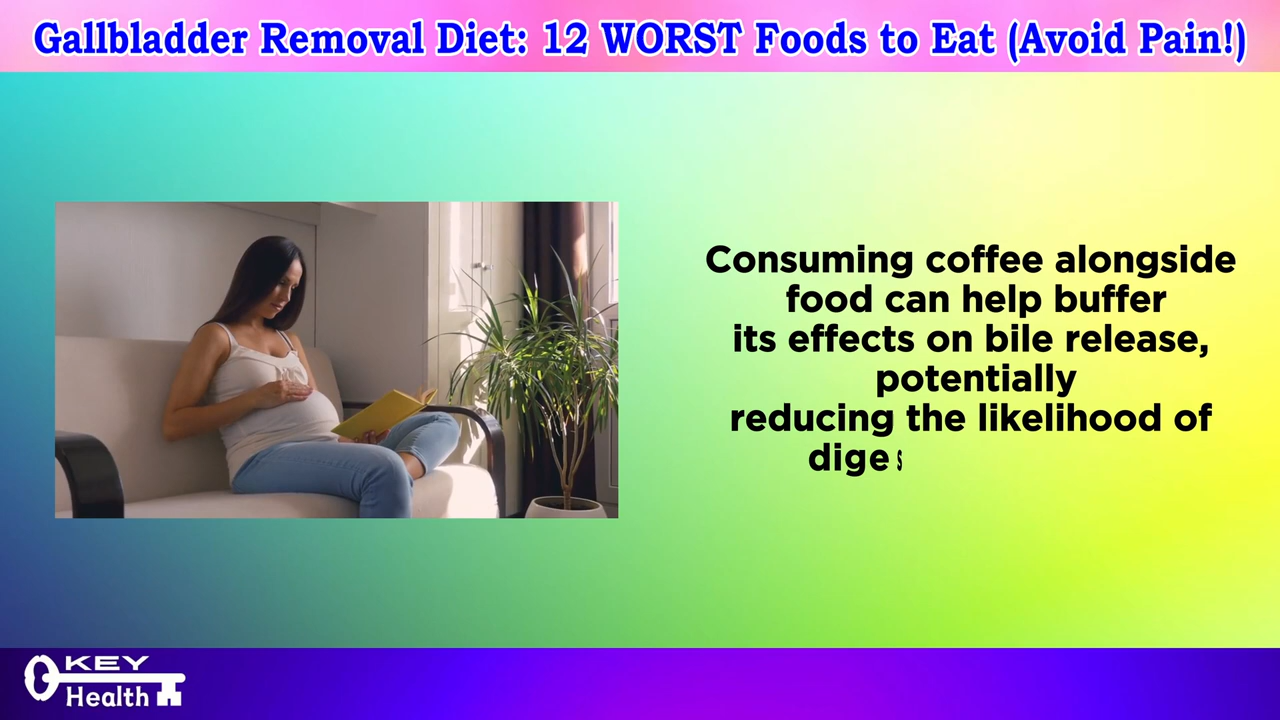 Gallbladder Removal Diet: 12 WORST Foods to Eat (Avoid Pain!)
Consuming coffee alongside
food can help buffer
its effects on bile release,
potentially
reducing the likelihood of
diges
KEY
Health